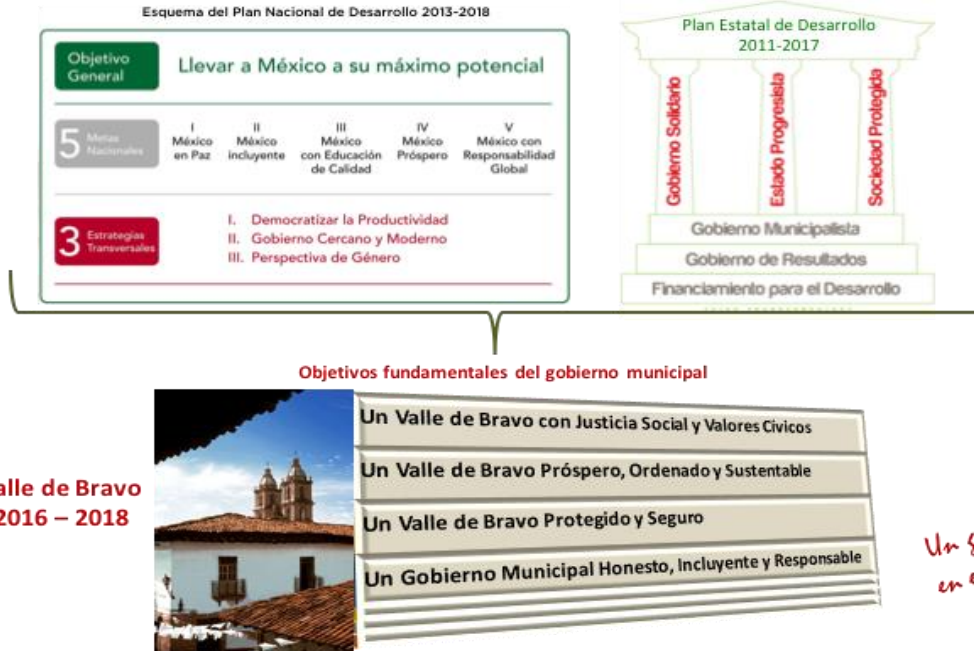 Esquema del Plan Nacional de Desarrollo 2013-2018
Objetivo
General
Llevar a México a su máximo potencial
5 Metas
Nacionales
I
México
en Paz
II
México
incluyente
III
México
con Educación
de Calidad
IV
México
Próspero
V
México con
Responsabilidad
Global
3 Estrategias
Transversales
I. Democratizar la Productividad
II. Gobierno Cercano y Moderno
III. Perspectiva de Género
Plan Estatal de Desarrollo
2011-2017
Gobierno Solidario
Estado Progresista
Sociedad Protegida
Gobierno Municipalista
Gobierno de Resultados
Financiamiento para el Desarrollo
Objetivos fundamentales del gobierno municipal
alle de Bravo
2016 – 2018
Un Valle de Bravo con Justicia Social y Valores Cívicos
Un Valle de Bravo Próspero, Ordenado y Sustentable
Un Valle de Bravo Protegido y Seguro
Un Gobierno Municipal Honesto, Incluyente y Responsable
Un
en